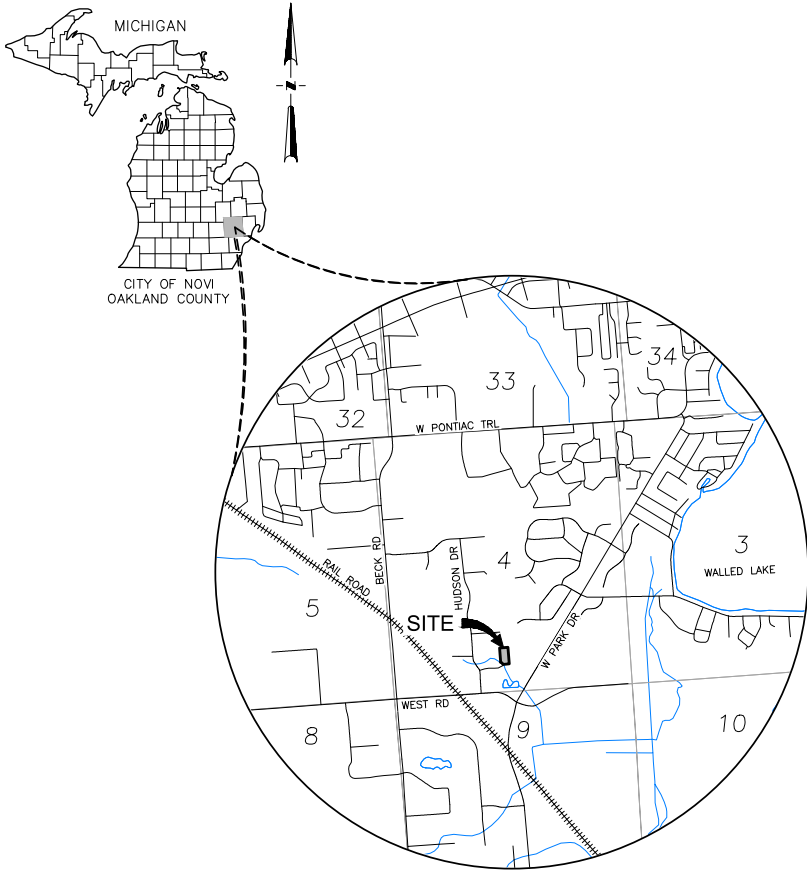 MICHIGAN
N
CITY OF NOVI
OAKLAND COUNTY
34
33
32
W PONTIAC TRL
3
WALLED LAKE
BECK RD
HUDSON DR
4
RAIL ROAD
5
SITE
W PARK DR
WEST RD
8
9
10